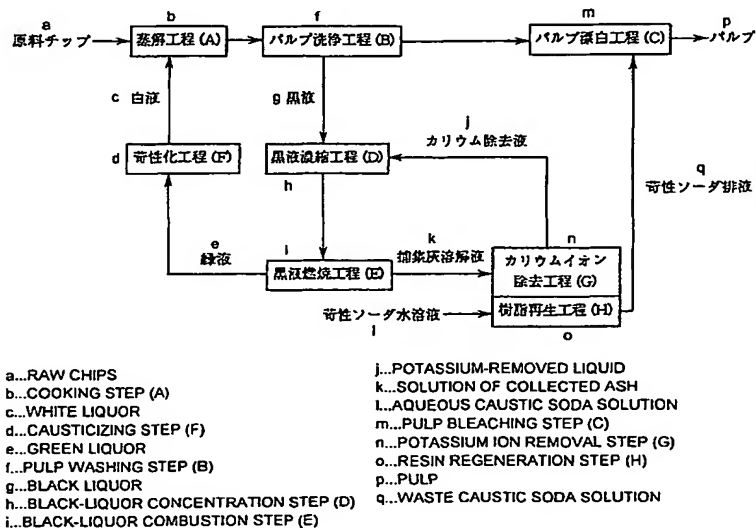 a
原料チップ
b
蒸解工程(A)
f
パルプ洗浄工程(B)
m
パルプ漂白工程(C)
p
パルプ
c 白液
g 黒液
j
カリウム除去液
d
苛性化工程(F)
黒液濃縮工程(D)
h
q
苛性ソーダ排液
e
緑液
i
黒液燃焼工程(E)
k
捕集灰溶解液
n
カリウムイオン
除去工程(G)
苛性ソーダ水溶液
l
樹脂再生工程(H)
o
a...RAW CHIPS
b...COOKING STEP (A)
c...WHITE LIQUOR
d...CAUSTICIZING STEP (F)
e...GREEN LIQUOR
f...PULP WASHING STEP (B)
g...BLACK LIQUOR
h...BLACK-LIQUOR CONCENTRATION STEP (D)
i...BLACK-LIQUOR COMBUSTION STEP (E)
j...POTASSIUM-REMOVED LIQUID
k...SOLUTION OF COLLECTED ASH
l...AQUEOUS CAUSTIC SODA SOLUTION
m...PULP BLEACHING STEP (C)
n...POTASSIUM ION REMOVAL STEP (G)
o...RESIN REGENERATION STEP (H)
p...PULP
q...WASTE CAUSTIC SODA SOLUTION